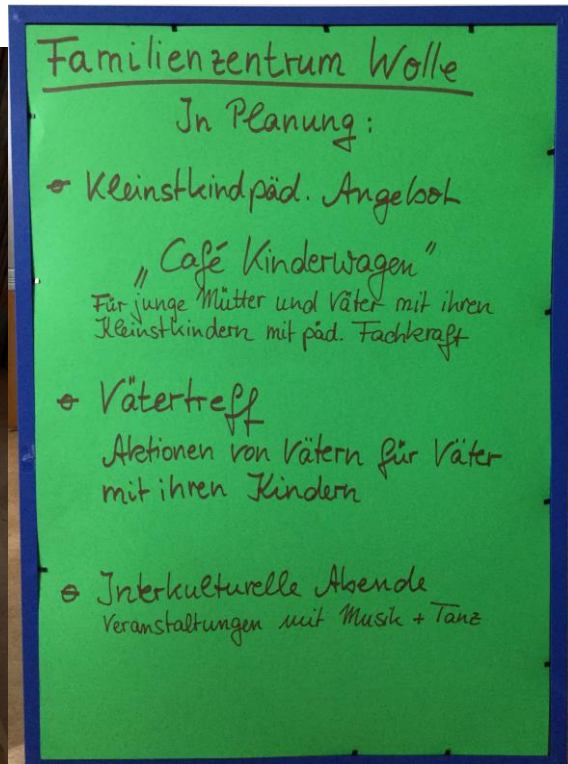 Familienzentrum Wolle
In Planung:
Kleinstkindpäd. Angebot
„Café Kinderwagen"
Für junge Mütter und Väter mit ihren
Kleinstkindern mit päd. Fachkraft
Vätertreff
Aktionen von Vätern für Väter
mit ihren Kindern
Interkulturelle Abende
Veranstaltungen mit Musik + Tanz